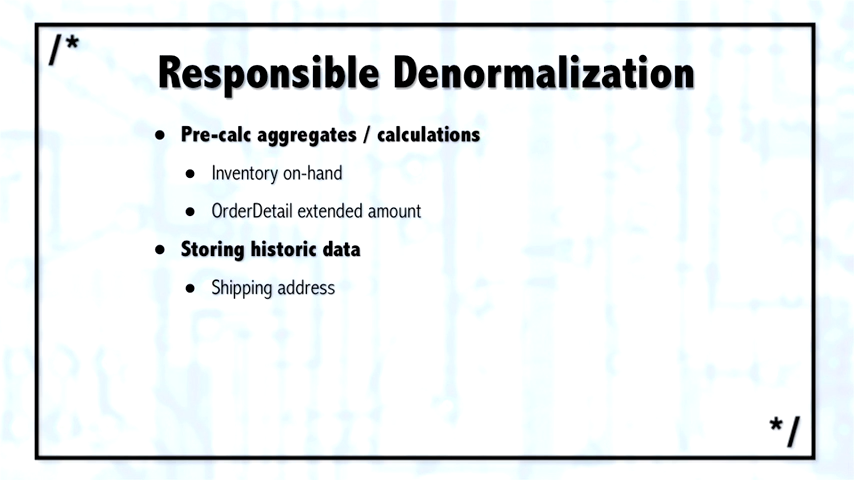 /*
Responsible Denormalization
● Pre-calc aggregates / calculations
● Inventory on-hand
● OrderDetail extended amount
● Storing historic data
● Shipping address
*/